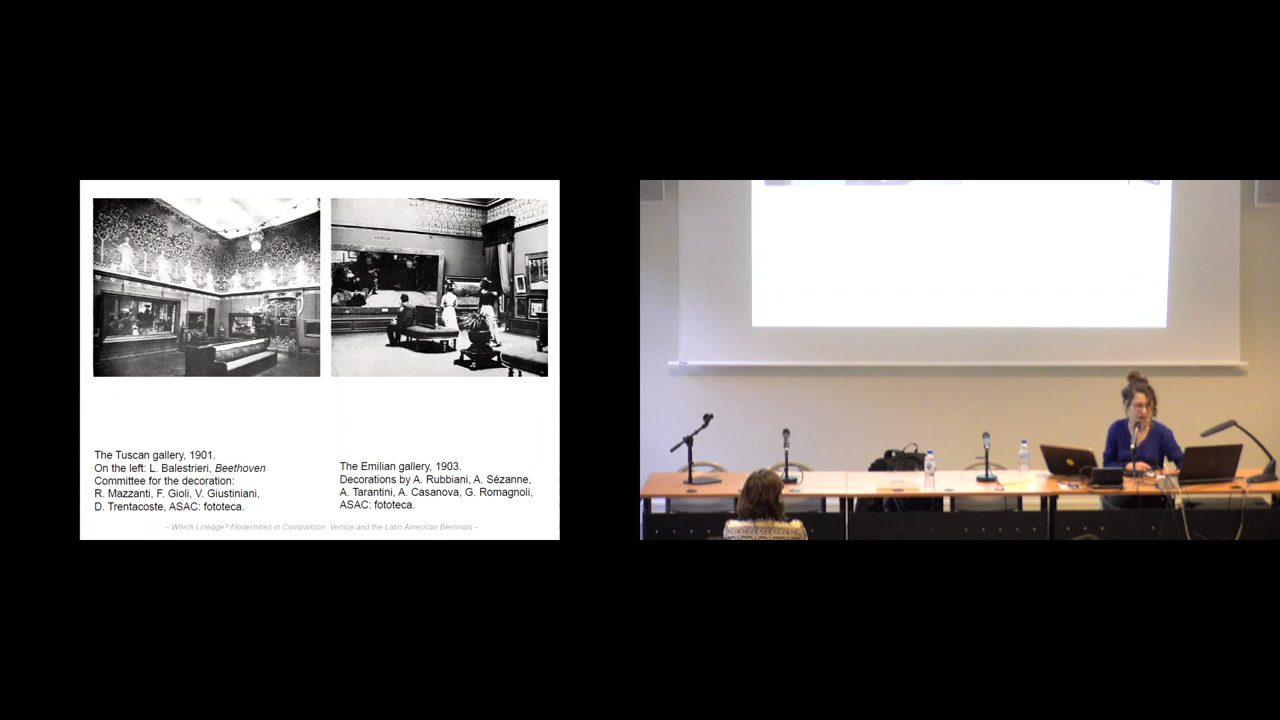 The Tuscan gallery, 1901.
On the left: L. Balestrieri, Beethoven
Committee for the decoration:
R. Mazzanti, F. Gioli, V. Giustiniani,
D. Trentacoste, ASAC: fototeca.
The Emilian gallery, 1903.
Decorations by A. Rubbiani, A. Sézanne,
A. Tarantini, A. Casanova, G. Romagnoli,
ASAC: fototeca.
– Which Lineage? Modernities in Comparison: Venice and the Latin American Biennials –